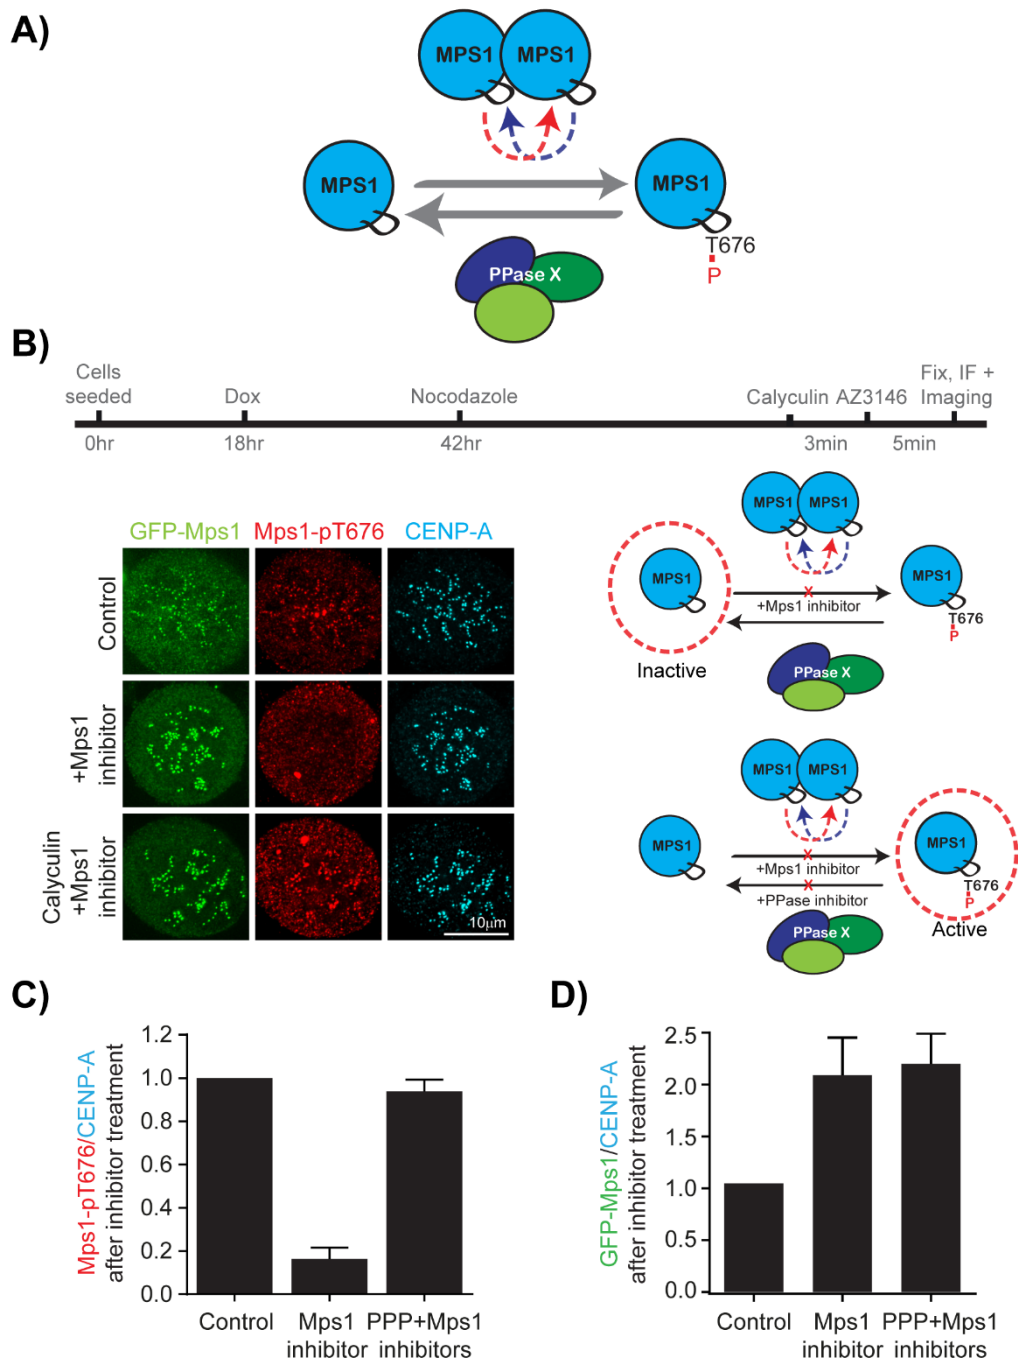 A)
MPS1 MPS1
MPS1
MPS1
T676
P
PPase X
B)
Cells
seeded
Dox
Nocodazole
Calyculin AZ3146
Fix, IF +
Imaging
0hr
18hr
42hr
3min
5min
GFP-Mps1
Mps1-pT676
CENP-A
Control
+Mps1
inhibitor
Calyculin
+Mps1
inhibitor
10µm
MPS1 MPS1
MPS1
+Mps1 inhibitor
MPS1
T676
P
Inactive
PPase X
MPS1 MPS1
MPS1
+Mps1 inhibitor
+PPase inhibitor
MPS1
T676
P
Active
PPase X
C)
Mps1-pT676/CENP-A
after inhibitor treatment
1.2
1.0
0.8
0.6
0.4
0.2
0.0
Control
Mps1
inhibitor
PPP+Mps1
inhibitors
D)
GFP-Mps1/CENP-A
after inhibitor treatment
2.5
2.0
1.5
1.0
0.5
0.0
Control
Mps1
inhibitor
PPP+Mps1
inhibitors